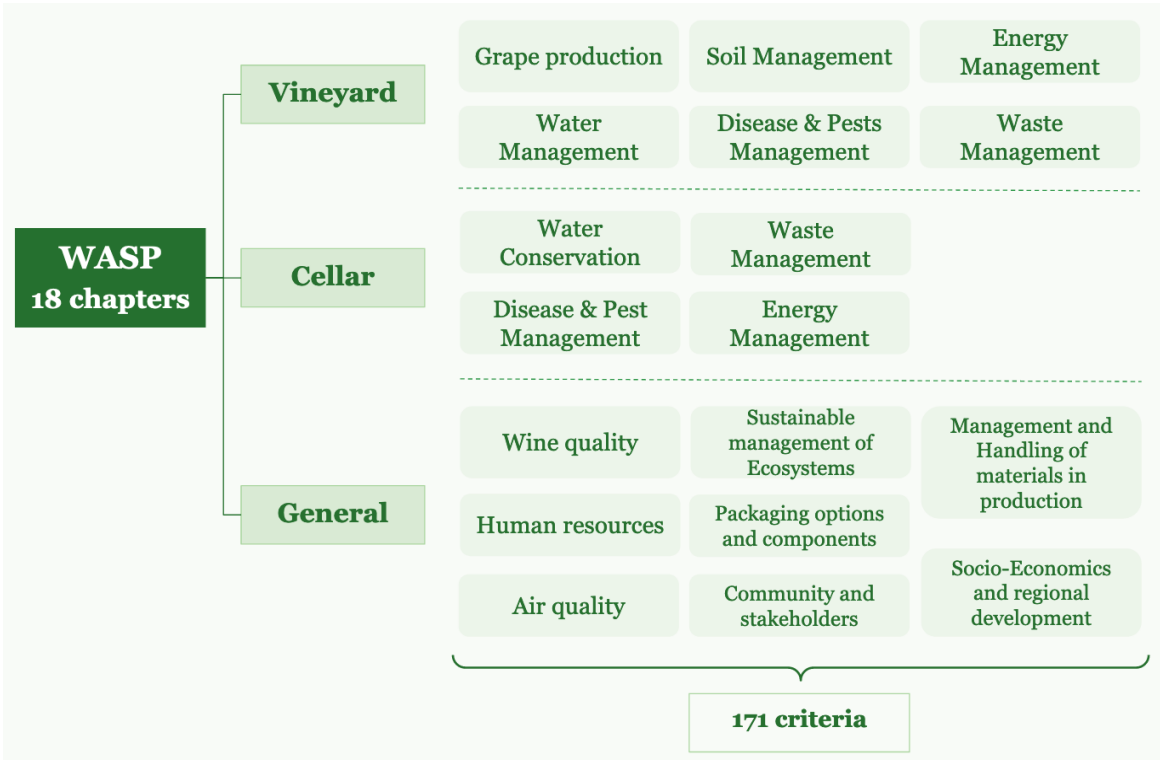 WASP
18 chapters
Vineyard
Grape production
Soil Management
Energy
Management
Water
Management
Disease & Pests
Management
Waste
Management
Cellar
Water
Conservation
Waste
Management
Disease & Pest
Management
Energy
Management
General
Wine quality
Sustainable
management of
Ecosystems
Management and
Handling of
materials in
production
Human resources
Packaging options
and components
Air quality
Community and
stakeholders
Socio-Economics
and regional
development
171 criteria